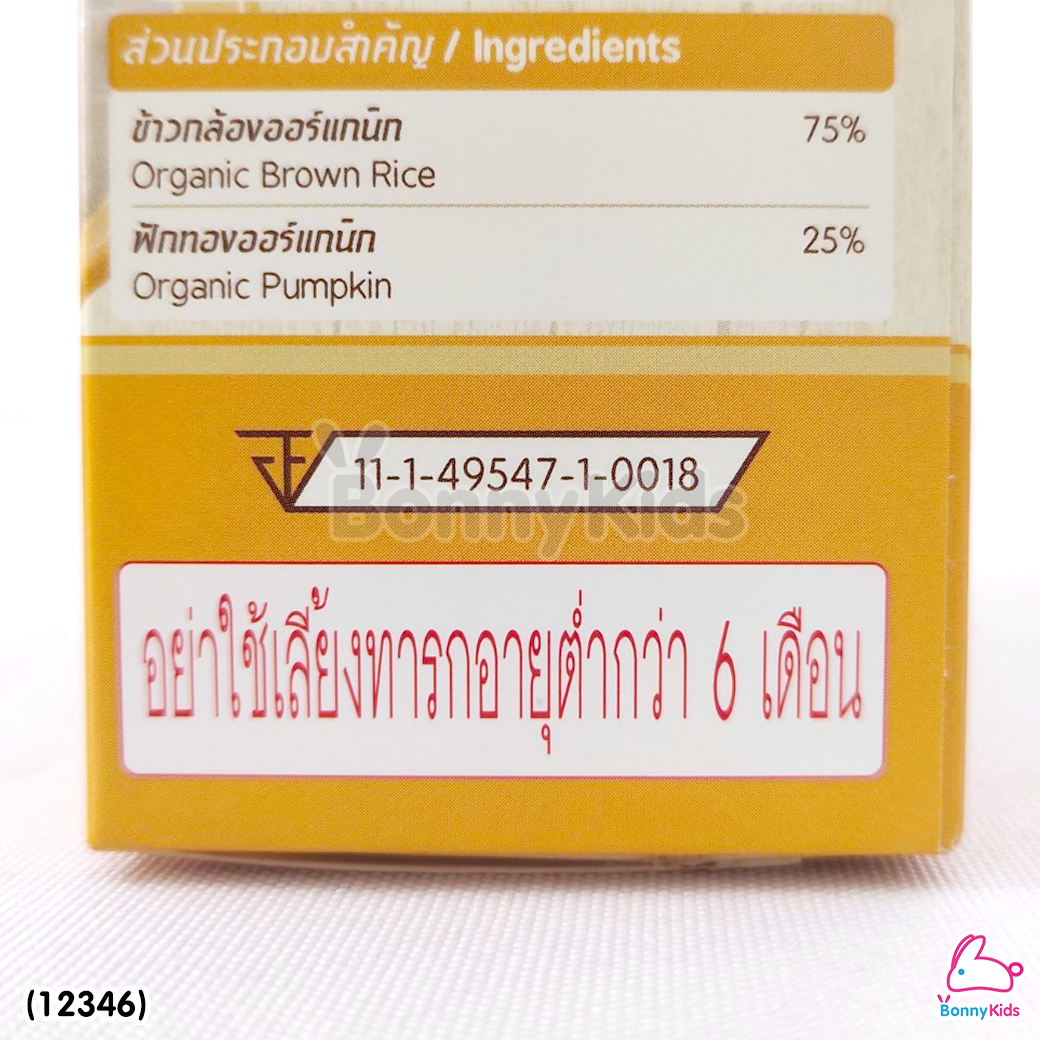 ส่วนประกอบสำคัญ / Ingredients
ข้าวกล้องออร์แกนิก 75%
Organic Brown Rice
ฟักทองออร์แกนิก 25%
Organic Pumpkin
11-1-49547-1-0018
BonnyKids
อย่าใช้เลี้ยงทารกอายุต่ำกว่า 6 เดือน
(12346)
BonnyKids